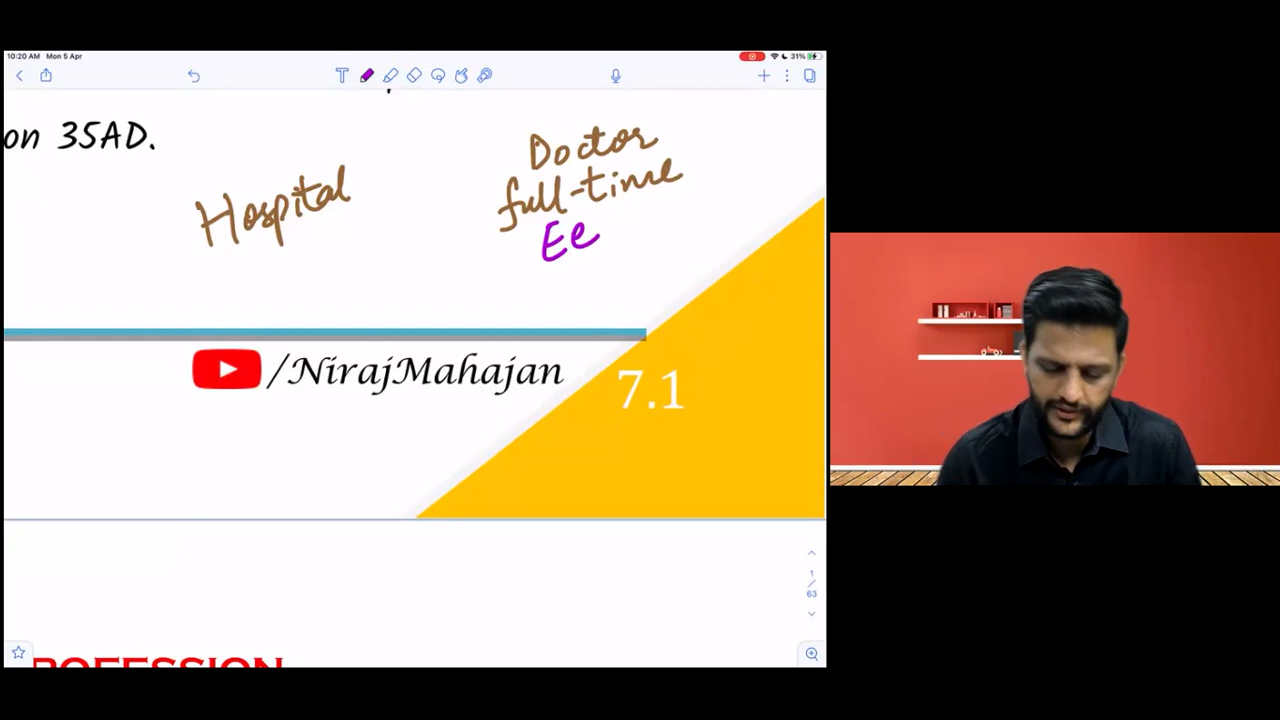 10:20 AM Mon 5 Apr
31%
T
on 35AD.
Hospital
Doctor
full-time
Ee
/NirajMahajan
7.1
1
/
63
ROFESSION